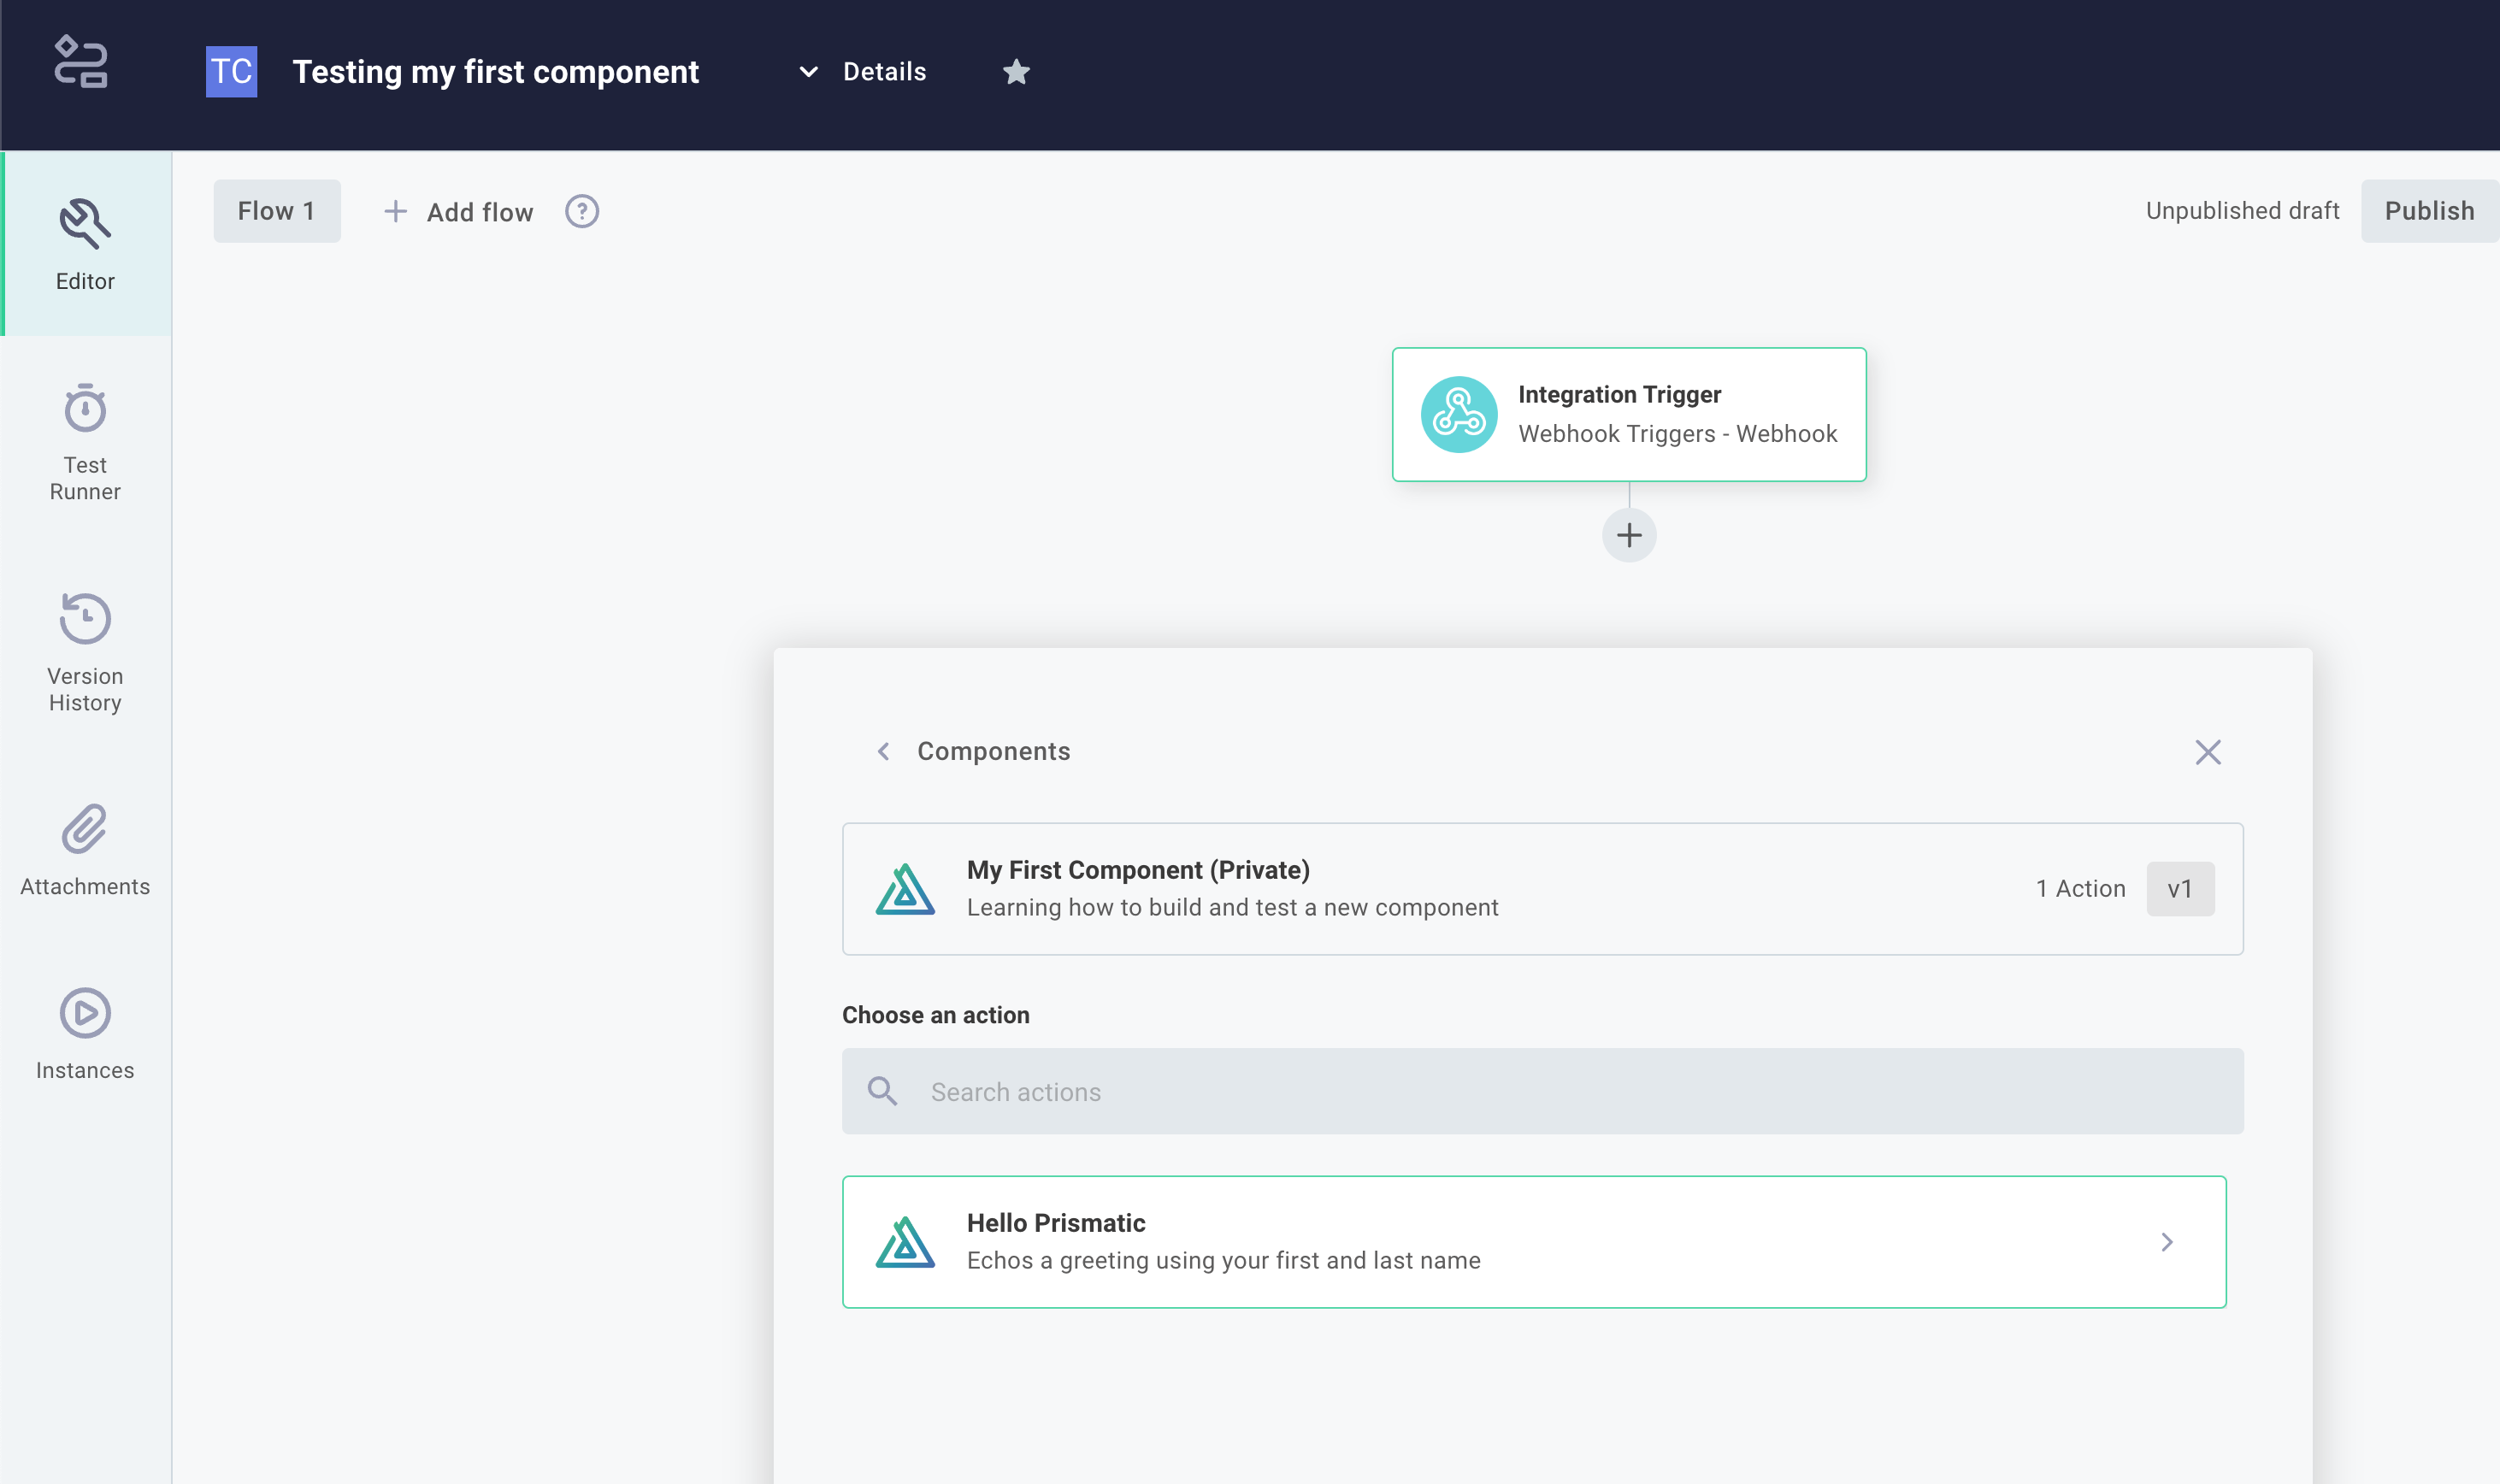 TC
Testing my first component
Details
Editor
Test
Runner
Version
History
Attachments
Instances
Flow 1
Add flow
?
Unpublished draft
Publish
Integration Trigger
Webhook Triggers - Webhook
Components
My First Component (Private)
Learning how to build and test a new component
1 Action
v1
Choose an action
Search actions
Hello Prismatic
Echos a greeting using your first and last name